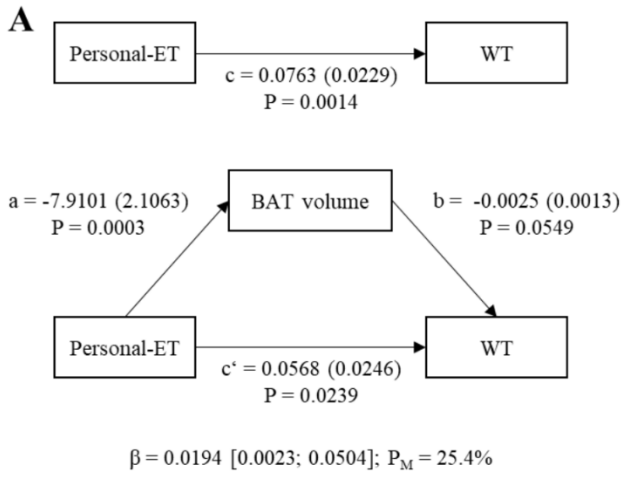 A
Personal-ET
WT
c = 0.0763 (0.0229)
P = 0.0014
a = -7.9101 (2.1063)
P = 0.0003
BAT volume
b = -0.0025 (0.0013)
P = 0.0549
Personal-ET
WT
c‘ = 0.0568 (0.0246)
P = 0.0239
β = 0.0194 [0.0023; 0.0504]; PM = 25.4%